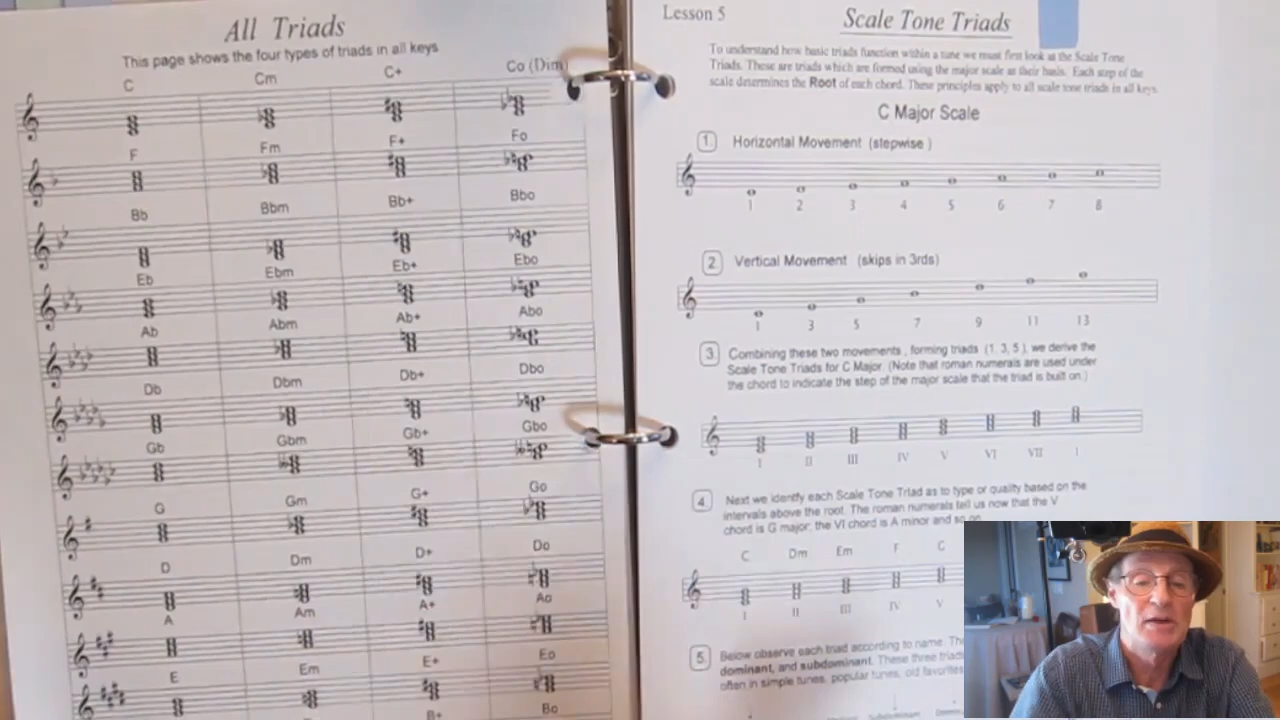 All Triads
This page shows the four types of triads in all keys
C Cm C+ Co (Dim)
F Fm F+ Fo
Bb Bbm Bb+ Bbo
Eb Ebm Eb+ Ebo
Ab Abm Ab+ Abo
Db Dbm Db+ Dbo
Gb Gbm Gb+ Gbo
G Gm G+ Go
D Dm D+ Do
A Am A+ Ao
E Em E+ Eo
B+ Bo
Lesson 5
Scale Tone Triads
To understand how basic triads function within a tune we must first look at the Scale Tone
Triads. These are triads which are formed using the major scale as their basis. Each step of the
scale determines the Root of each chord. These principles apply to all scale tone triads in all keys.
C Major Scale
1. Horizontal Movement (stepwise )
1 2 3 4 5 6 7 8
2 Vertical Movement (skips in 3rds)
1 3 5 7 9 11 13
3. Combining these two movements , forming triads (1, 3, 5 ), we derive the
Scale Tone Triads for C Major. (Note that roman numerals are used under
the chord to indicate the step of the major scale that the triad is built on.)
I II III IV V VI VII I
4. Next we identify each Scale Tone Triad as to type or quality based on the
intervals above the root. The roman numerals tell us now that the V
chord is G major; the VI chord is A minor and so on
C Dm Em F G
I II III IV V
5. Below observe each triad according to name.
dominant, and subdominant. These three triads
often in simple tunes, popular tunes, old favorites
Subdominant